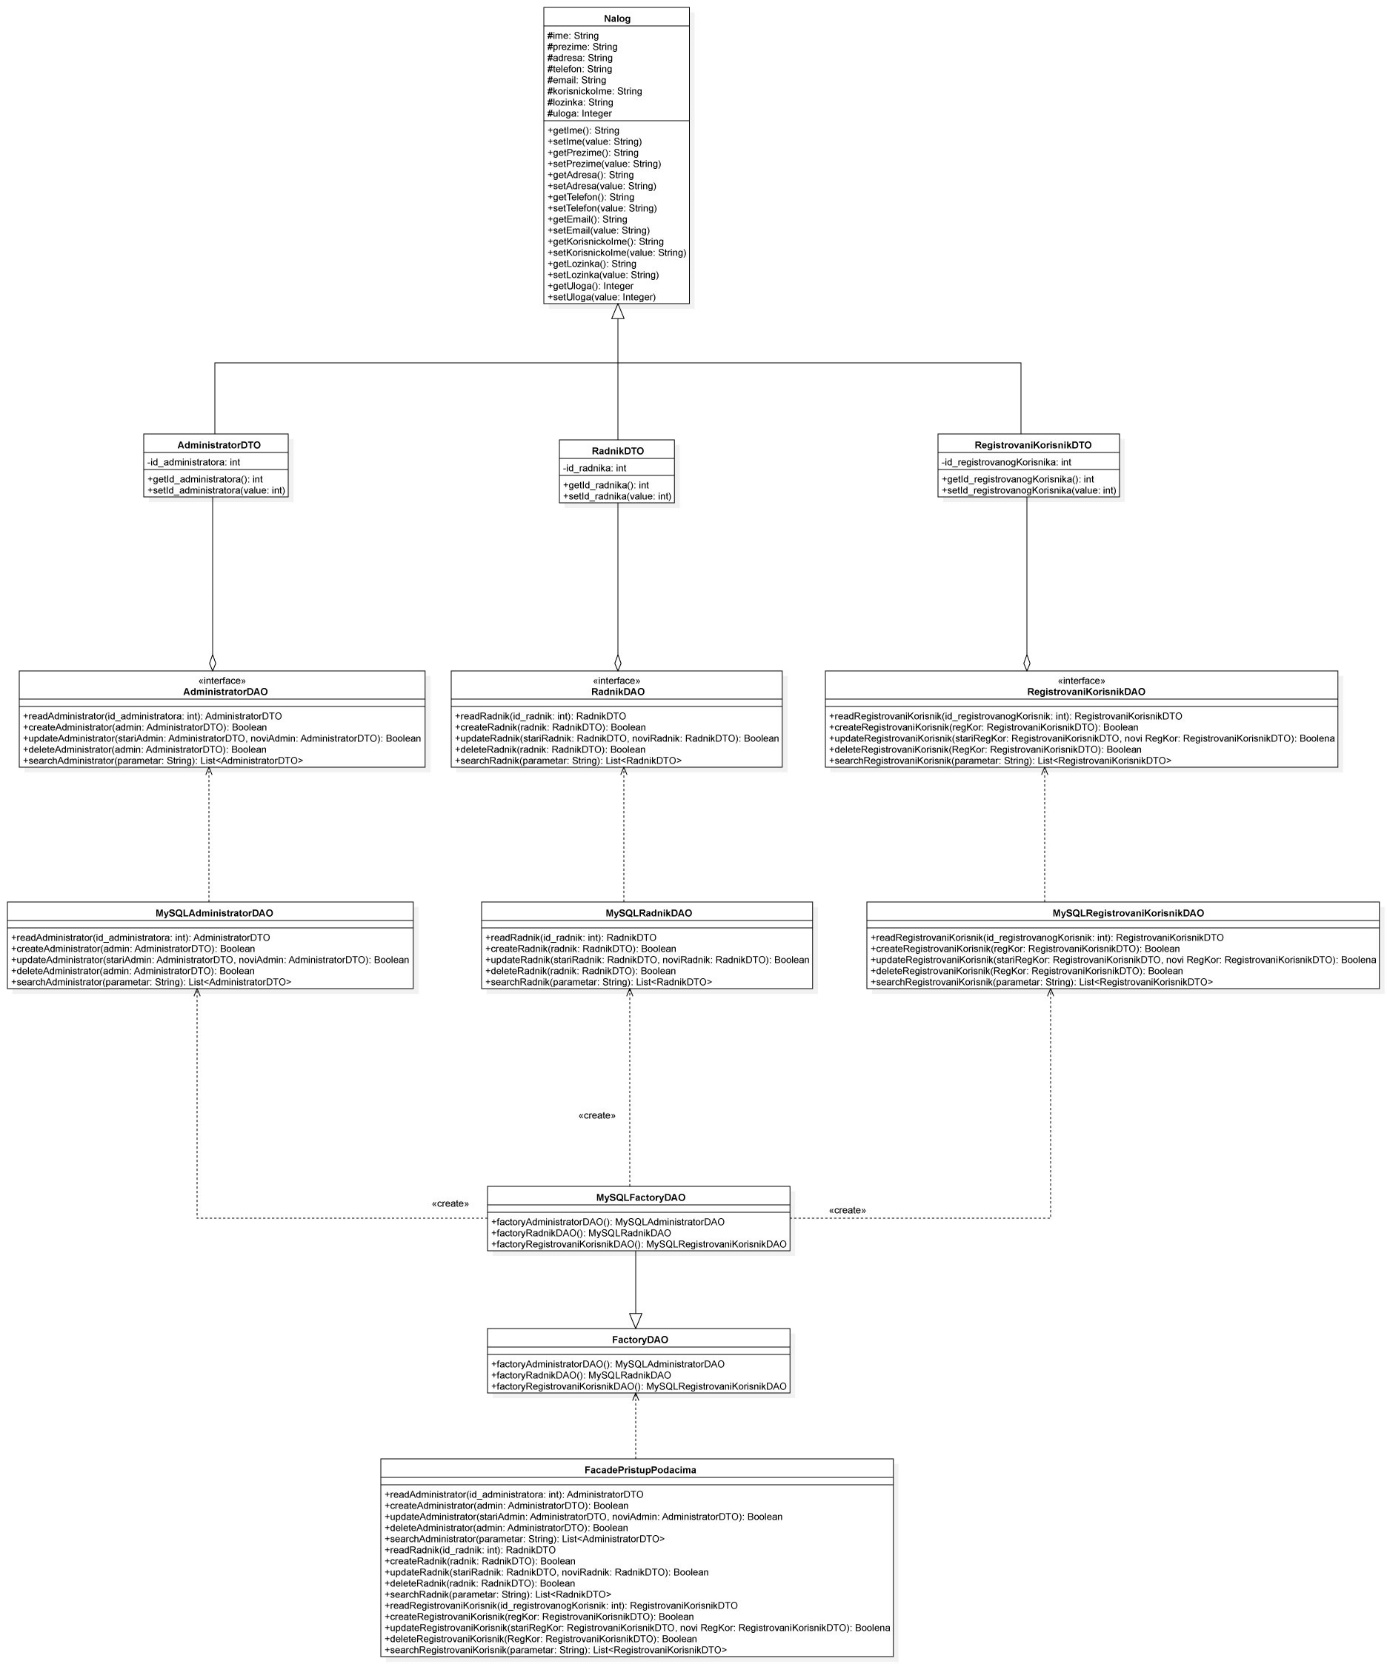 Nalog
#ime: String
#prezime: String
#adresa: String
#telefon: String
#email: String
#korisnickoIme: String
#lozinka: String
#uloga: Integer
+getIme(): String
+setIme(value: String)
+getPrezime(): String
+setPrezime(value: String)
+getAdresa(): String
+setAdresa(value: String)
+getTelefon(): String
+setTelefon(value: String)
+getEmail(): String
+setEmail(value: String)
+getKorisnickoIme(): String
+setKorisnickoIme(value: String)
+getLozinka(): String
+setLozinka(value: String)
+getUloga(): Integer
+setUloga(value: Integer)
AdministratorDTO
-id_administratora: int
+getId_administratora(): int
+setId_administratora(value: int)
RadnikDTO
-id_radnika: int
+getId_radnika(): int
+setId_radnika(value: int)
RegistrovaniKorisnikDTO
-id_registrovanogKorisnika: int
+getId_registrovanogKorisnika(): int
+setId_registrovanogKorisnika(value: int)
«interface»
AdministratorDAO
+readAdministrator(id_administratora: int): AdministratorDTO
+createAdministrator(admin: AdministratorDTO): Boolean
+updateAdministrator(stariAdmin: AdministratorDTO, noviAdmin: AdministratorDTO): Boolean
+deleteAdministrator(admin: AdministratorDTO): Boolean
+searchAdministrator(parametar: String): List<AdministratorDTO>
«interface»
RadnikDAO
+readRadnik(id_radnik: int): RadnikDTO
+createRadnik(radnik: RadnikDTO): Boolean
+updateRadnik(stariRadnik: RadnikDTO, noviRadnik: RadnikDTO): Boolean
+deleteRadnik(radnik: RadnikDTO): Boolean
+searchRadnik(parametar: String): List<RadnikDTO>
«interface»
RegistrovaniKorisnikDAO
+readRegistrovaniKorisnik(id_registrovanogKorisnik: int): RegistrovaniKorisnikDTO
+createRegistrovaniKorisnik(regKor: RegistrovaniKorisnikDTO): Boolean
+updateRegistrovaniKorisnik(stariRegKor: RegistrovaniKorisnikDTO, novi RegKor: RegistrovaniKorisnikDTO): Boolena
+deleteRegistrovaniKorisnik(RegKor: RegistrovaniKorisnikDTO): Boolean
+searchRegistrovaniKorisnik(parametar: String): List<RegistrovaniKorisnikDTO>
MySQLAdministratorDAO
+readAdministrator(id_administratora: int): AdministratorDTO
+createAdministrator(admin: AdministratorDTO): Boolean
+updateAdministrator(stariAdmin: AdministratorDTO, noviAdmin: AdministratorDTO): Boolean
+deleteAdministrator(admin: AdministratorDTO): Boolean
+searchAdministrator(parametar: String): List<AdministratorDTO>
MySQLRadnikDAO
+readRadnik(id_radnik: int): RadnikDTO
+createRadnik(radnik: RadnikDTO): Boolean
+updateRadnik(stariRadnik: RadnikDTO, noviRadnik: RadnikDTO): Boolean
+deleteRadnik(radnik: RadnikDTO): Boolean
+searchRadnik(parametar: String): List<RadnikDTO>
MySQLRegistrovaniKorisnikDAO
+readRegistrovaniKorisnik(id_registrovanogKorisnik: int): RegistrovaniKorisnikDTO
+createRegistrovaniKorisnik(regKor: RegistrovaniKorisnikDTO): Boolean
+updateRegistrovaniKorisnik(stariRegKor: RegistrovaniKorisnikDTO, novi RegKor: RegistrovaniKorisnikDTO): Boolena
+deleteRegistrovaniKorisnik(RegKor: RegistrovaniKorisnikDTO): Boolean
+searchRegistrovaniKorisnik(parametar: String): List<RegistrovaniKorisnikDTO>
«create»
«create»
«create»
MySQLFactoryDAO
+factoryAdministratorDAO(): MySQLAdministratorDAO
+factoryRadnikDAO(): MySQLRadnikDAO
+factoryRegistrovaniKorisnikDAO(): MySQLRegistrovaniKorisnikDAO
FactoryDAO
+factoryAdministratorDAO(): MySQLAdministratorDAO
+factoryRadnikDAO(): MySQLRadnikDAO
+factoryRegistrovaniKorisnikDAO(): MySQLRegistrovaniKorisnikDAO
FacadePristupPodacima
+readAdministrator(id_administratora: int): AdministratorDTO
+createAdministrator(admin: AdministratorDTO): Boolean
+updateAdministrator(stariAdmin: AdministratorDTO, noviAdmin: AdministratorDTO): Boolean
+deleteAdministrator(admin: AdministratorDTO): Boolean
+searchAdministrator(parametar: String): List<AdministratorDTO>
+readRadnik(id_radnik: int): RadnikDTO
+createRadnik(radnik: RadnikDTO): Boolean
+updateRadnik(stariRadnik: RadnikDTO, noviRadnik: RadnikDTO): Boolean
+deleteRadnik(radnik: RadnikDTO): Boolean
+searchRadnik(parametar: String): List<RadnikDTO>
+readRegistrovaniKorisnik(id_registrovanogKorisnik: int): RegistrovaniKorisnikDTO
+createRegistrovaniKorisnik(regKor: RegistrovaniKorisnikDTO): Boolean
+updateRegistrovaniKorisnik(stariRegKor: RegistrovaniKorisnikDTO, novi RegKor: RegistrovaniKorisnikDTO): Boolena
+deleteRegistrovaniKorisnik(RegKor: RegistrovaniKorisnikDTO): Boolean
+searchRegistrovaniKorisnik(parametar: String): List<RegistrovaniKorisnikDTO>